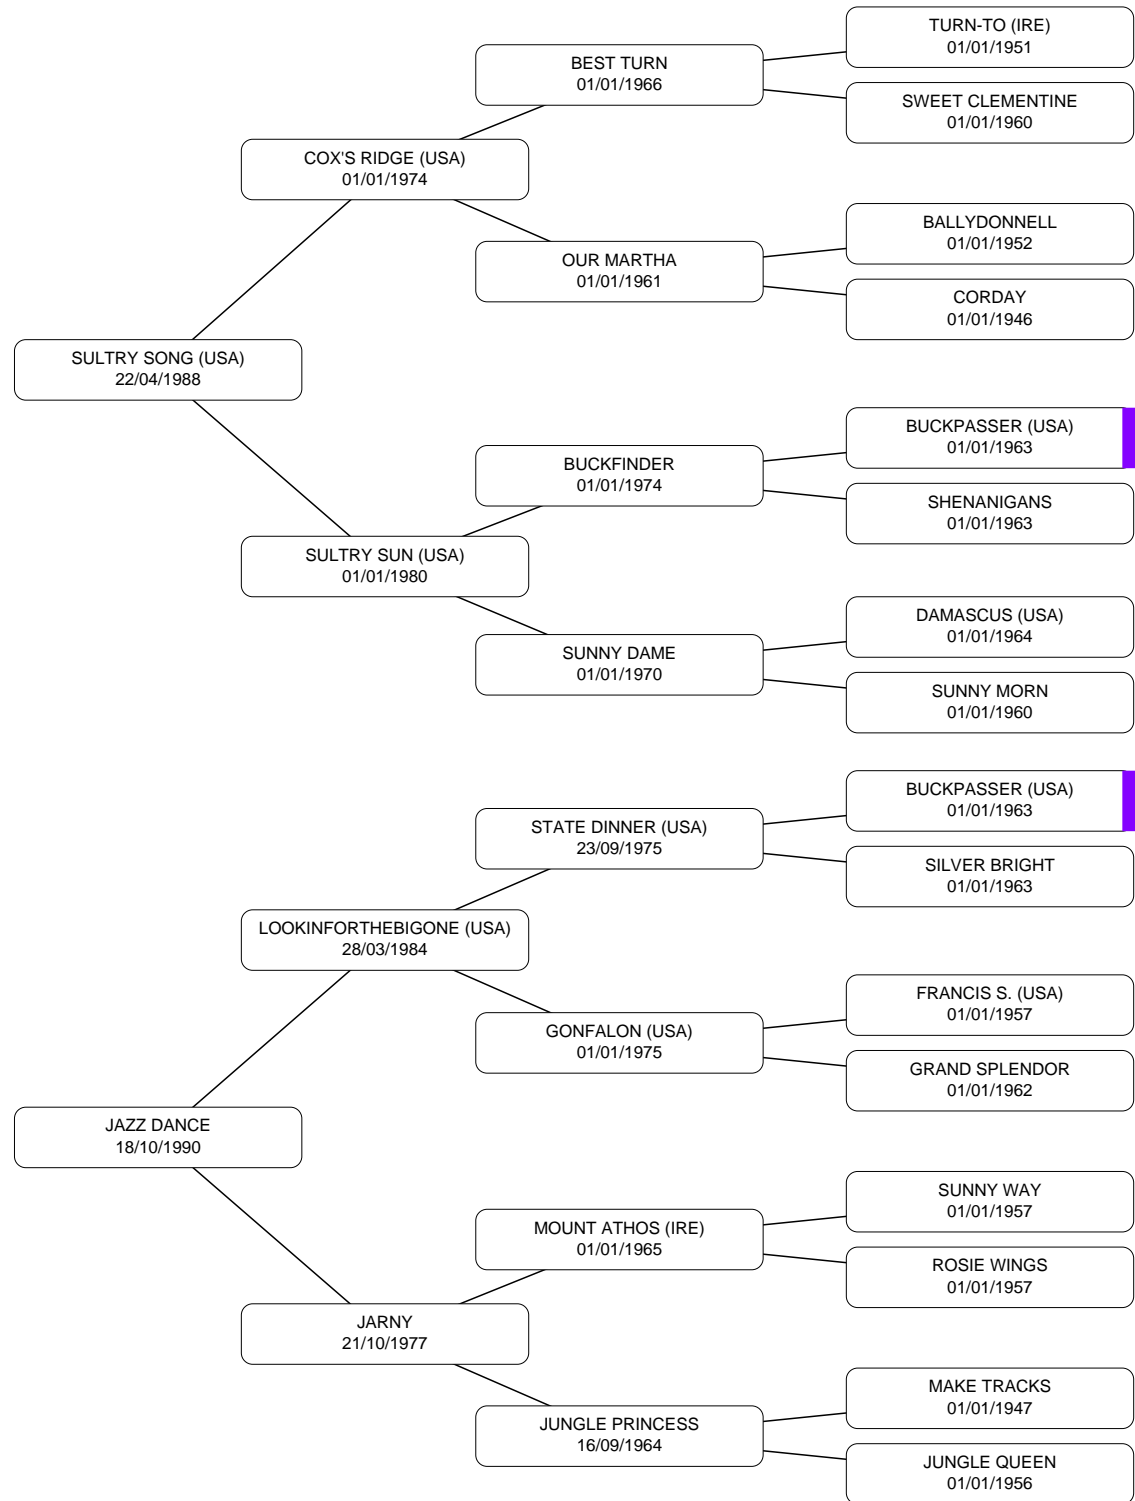 TURN-TO (IRE)
01/01/1951
BEST TURN
01/01/1966
SWEET CLEMENTINE
01/01/1960
COX'S RIDGE (USA)
01/01/1974
BALLYDONNELL
01/01/1952
OUR MARTHA
01/01/1961
CORDAY
01/01/1946
SULTRY SONG (USA)
22/04/1988
BUCKPASSER (USA)
01/01/1963
BUCKFINDER
01/01/1974
SHENANIGANS
01/01/1963
SULTRY SUN (USA)
01/01/1980
DAMASCUS (USA)
01/01/1964
SUNNY DAME
01/01/1970
SUNNY MORN
01/01/1960
BUCKPASSER (USA)
01/01/1963
STATE DINNER (USA)
23/09/1975
SILVER BRIGHT
01/01/1963
LOOKINFORTHEBIGONE (USA)
28/03/1984
FRANCIS S. (USA)
01/01/1957
GONFALON (USA)
01/01/1975
GRAND SPLENDOR
01/01/1962
JAZZ DANCE
18/10/1990
SUNNY WAY
01/01/1957
MOUNT ATHOS (IRE)
01/01/1965
ROSIE WINGS
01/01/1957
JARNY
21/10/1977
MAKE TRACKS
01/01/1947
JUNGLE PRINCESS
16/09/1964
JUNGLE QUEEN
01/01/1956